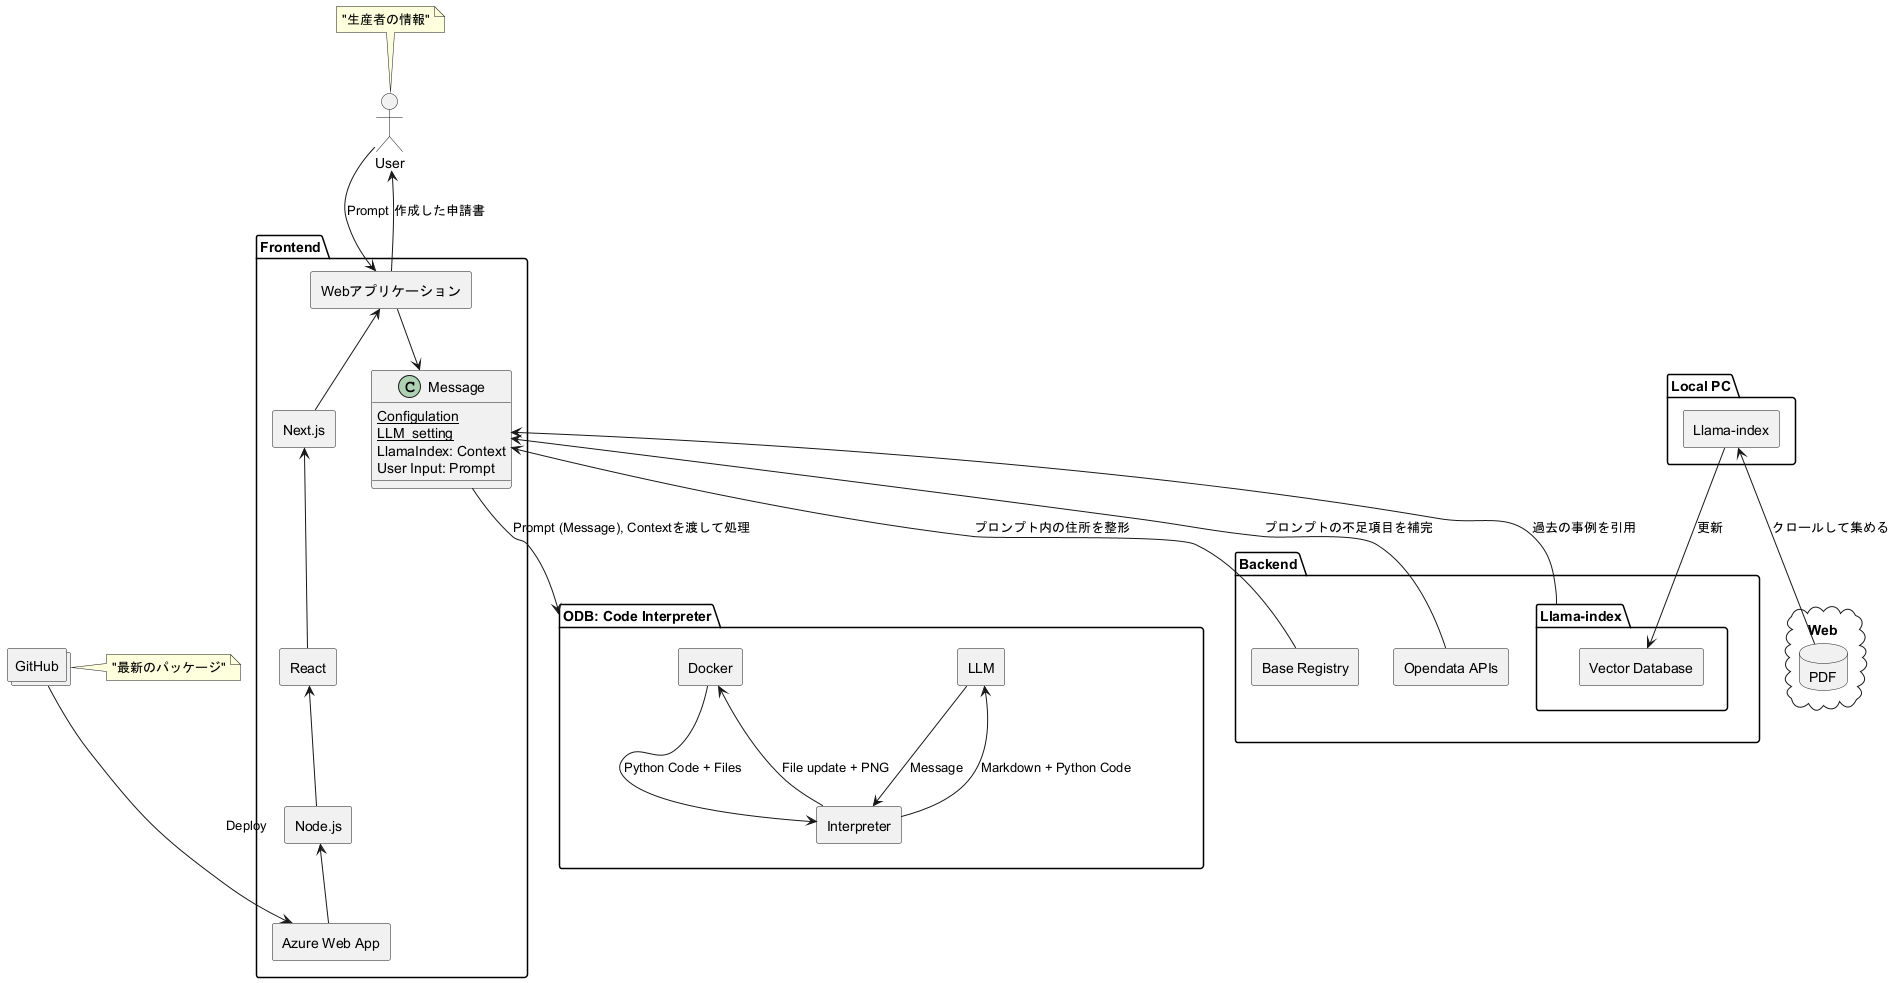 "生産者の情報"
User
Prompt
作成した申請書
Frontend
Webアプリケーション
Message
Configulation
LLM setting
LlamaIndex: Context
User Input: Prompt
Next.js
Local PC
Llama-index
Prompt (Message), Contextを渡して処理
プロンプト内の住所を整形
プロンプトの不足項目を補完
過去の事例を引用
更新
クロールして集める
Backend
ODB: Code Interpreter
Llama-index
Web
GitHub
"最新のパッケージ"
React
Docker
LLM
Base Registry
Opendata APIs
Vector Database
PDF
Python Code + Files
File update + PNG
Message
Markdown + Python Code
Deploy
Node.js
Interpreter
Azure Web App